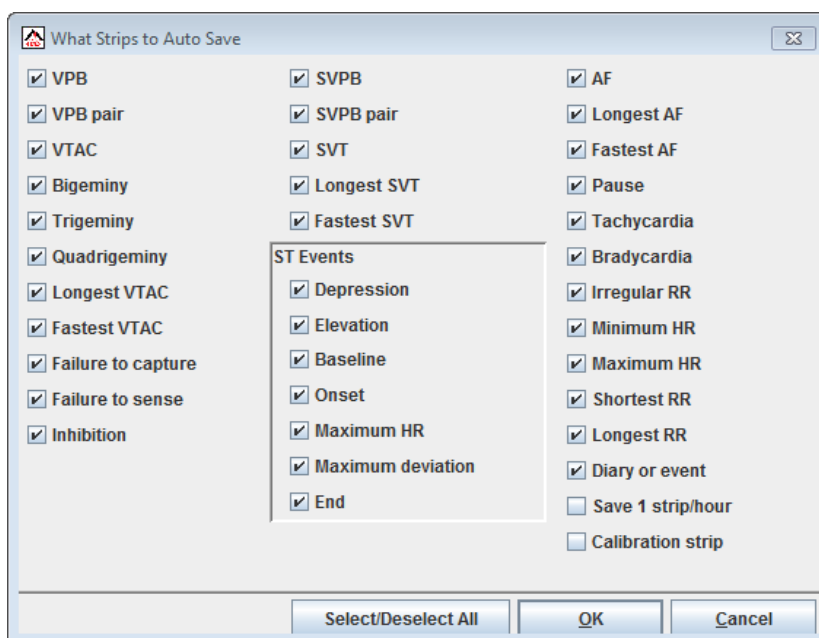 What Strips to Auto Save
VPB
VPB pair
VTAC
Bigeminy
Trigeminy
Quadrigeminy
Longest VTAC
Fastest VTAC
Failure to capture
Failure to sense
Inhibition
SVPB
SVPB pair
SVT
Longest SVT
Fastest SVT
ST Events
Depression
Elevation
Baseline
Onset
Maximum HR
Maximum deviation
End
AF
Longest AF
Fastest AF
Pause
Tachycardia
Bradycardia
Irregular RR
Minimum HR
Maximum HR
Shortest RR
Longest RR
Diary or event
Save 1 strip/hour
Calibration strip
Select/Deselect All
OK
Cancel